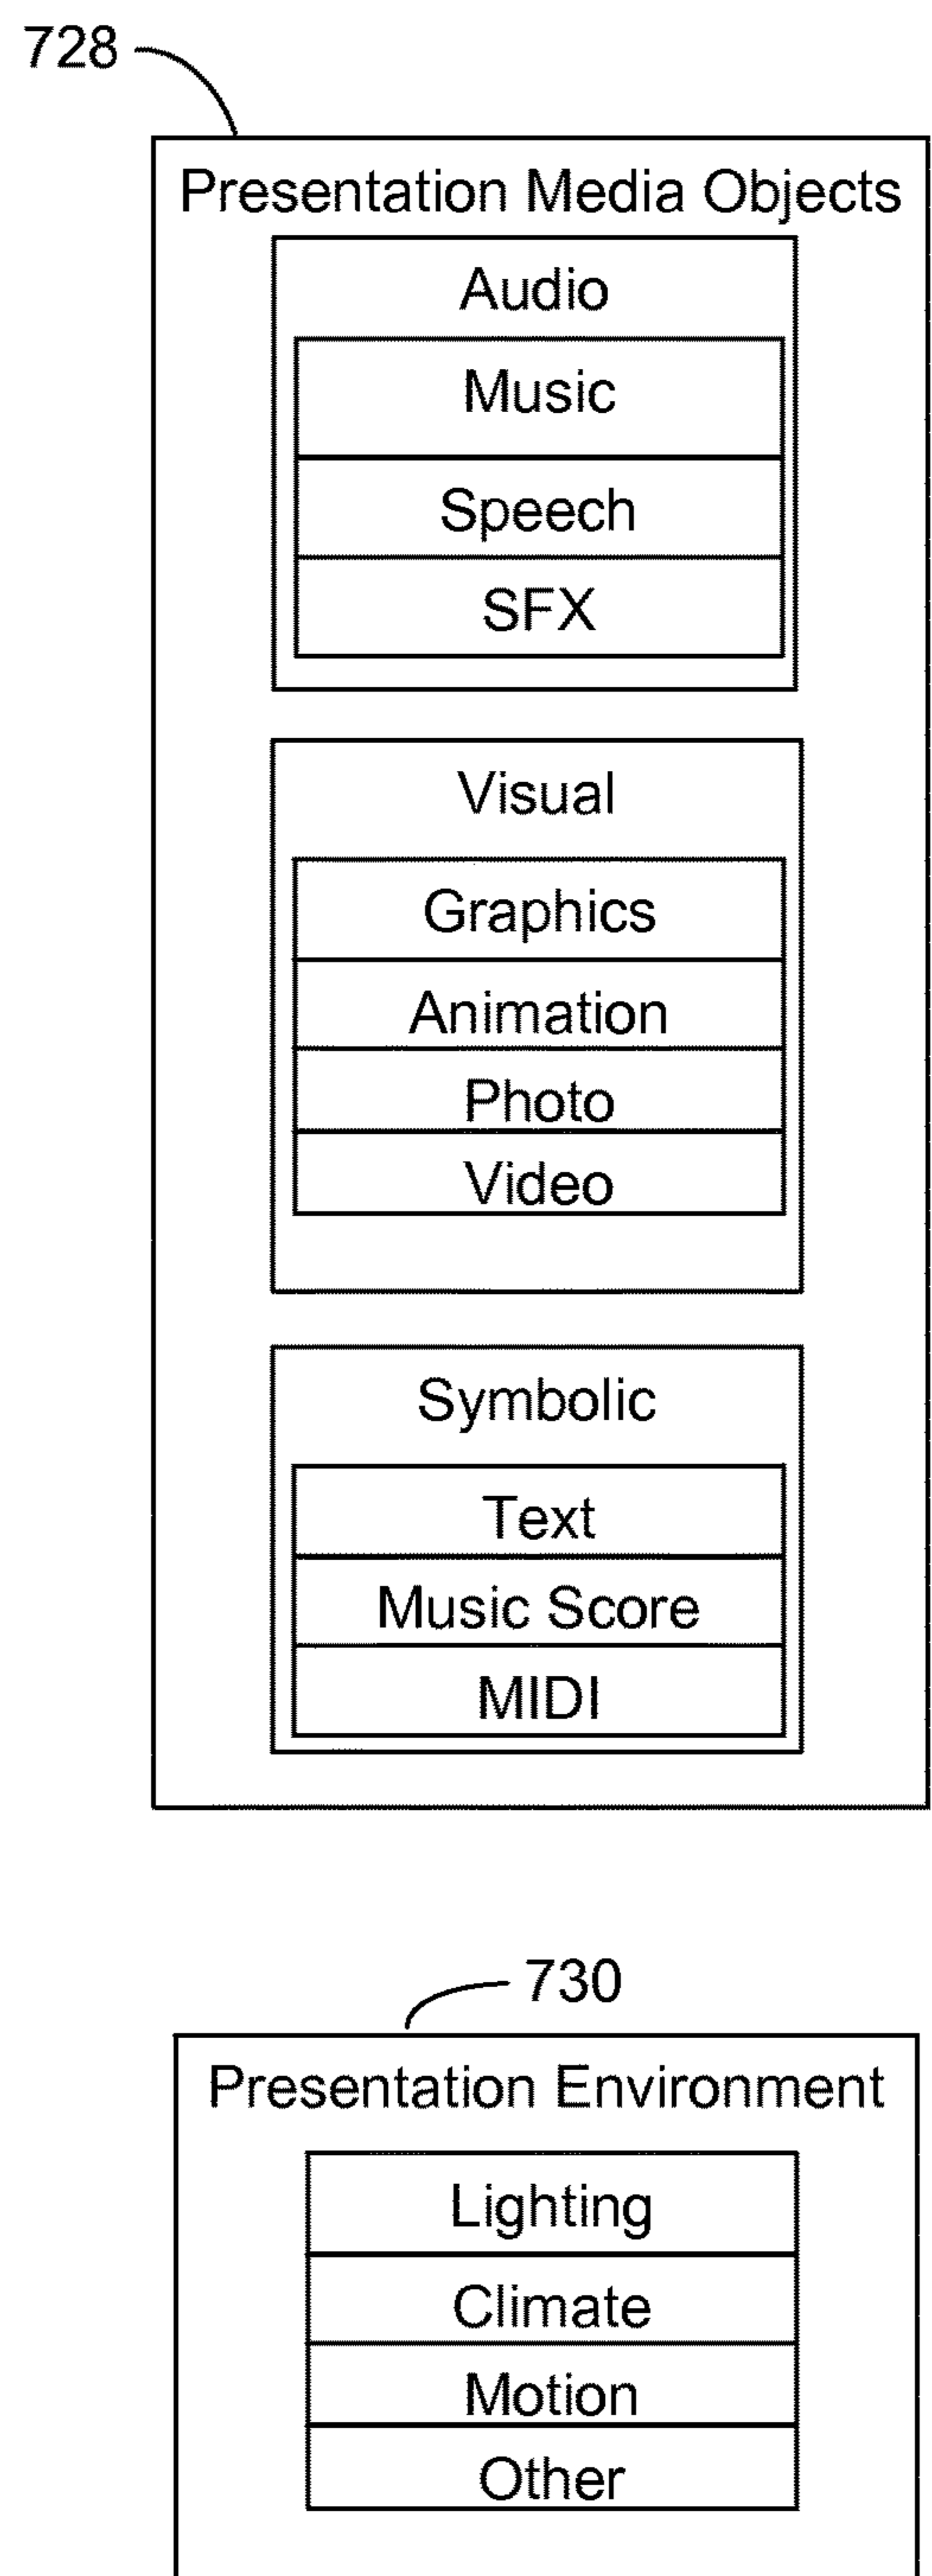 728
Presentation Media Objects
Audio
Music
Speech
SFX
Visual
Graphics
Animation
Photo
Video
Symbolic
Text
Music Score
MIDI
730
Presentation Environment
Lighting
Climate
Motion
Other